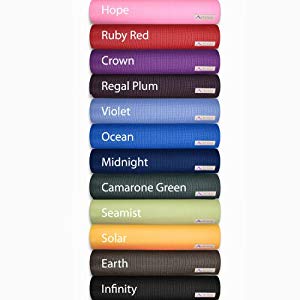 Hope
Ruby Red
Crown
Regal Plum
Violet
Ocean
Midnight
Camarone Green
Seamist
Solar
Earth
Infinity